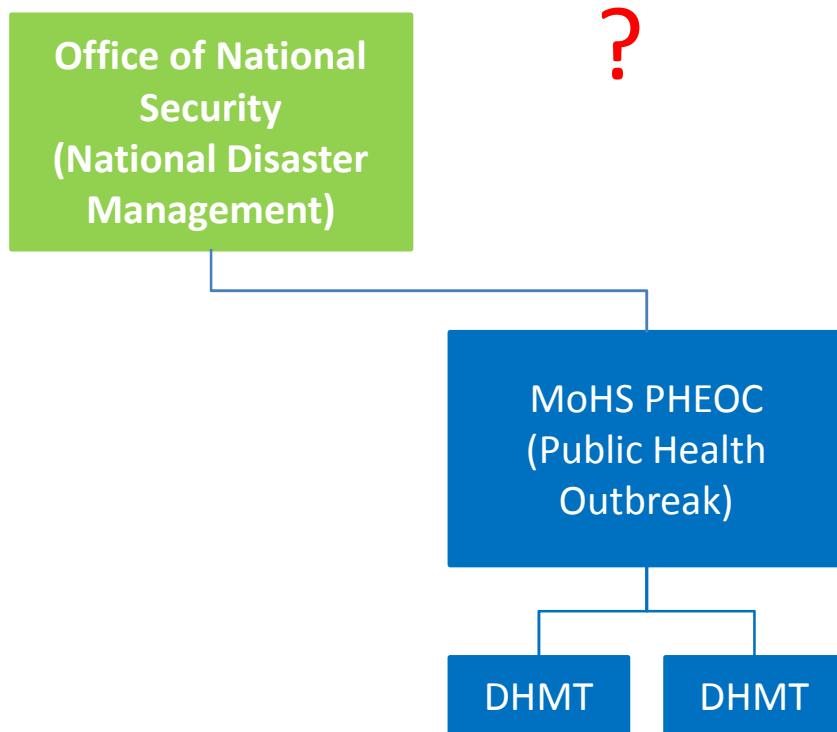 Office of National
Security
(National Disaster
Management)
?
MoHS PHEOC
(Public Health
Outbreak)
DHMT
DHMT